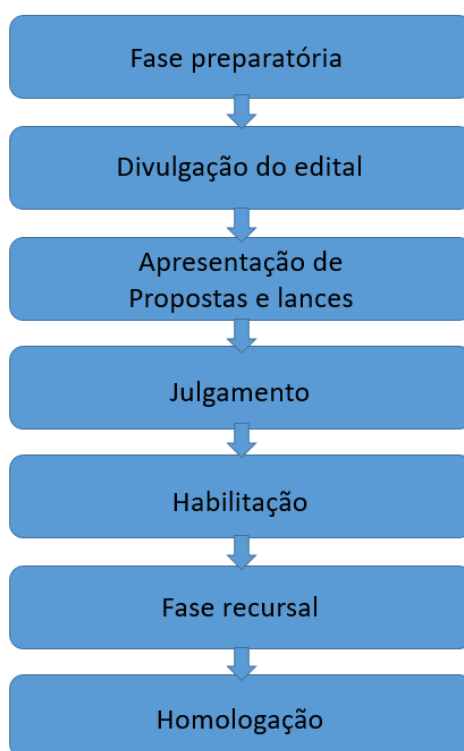 Fase preparatória
Divulgação do edital
Apresentação de
Propostas e lances
Julgamento
Habilitação
Fase recursal
Homologação